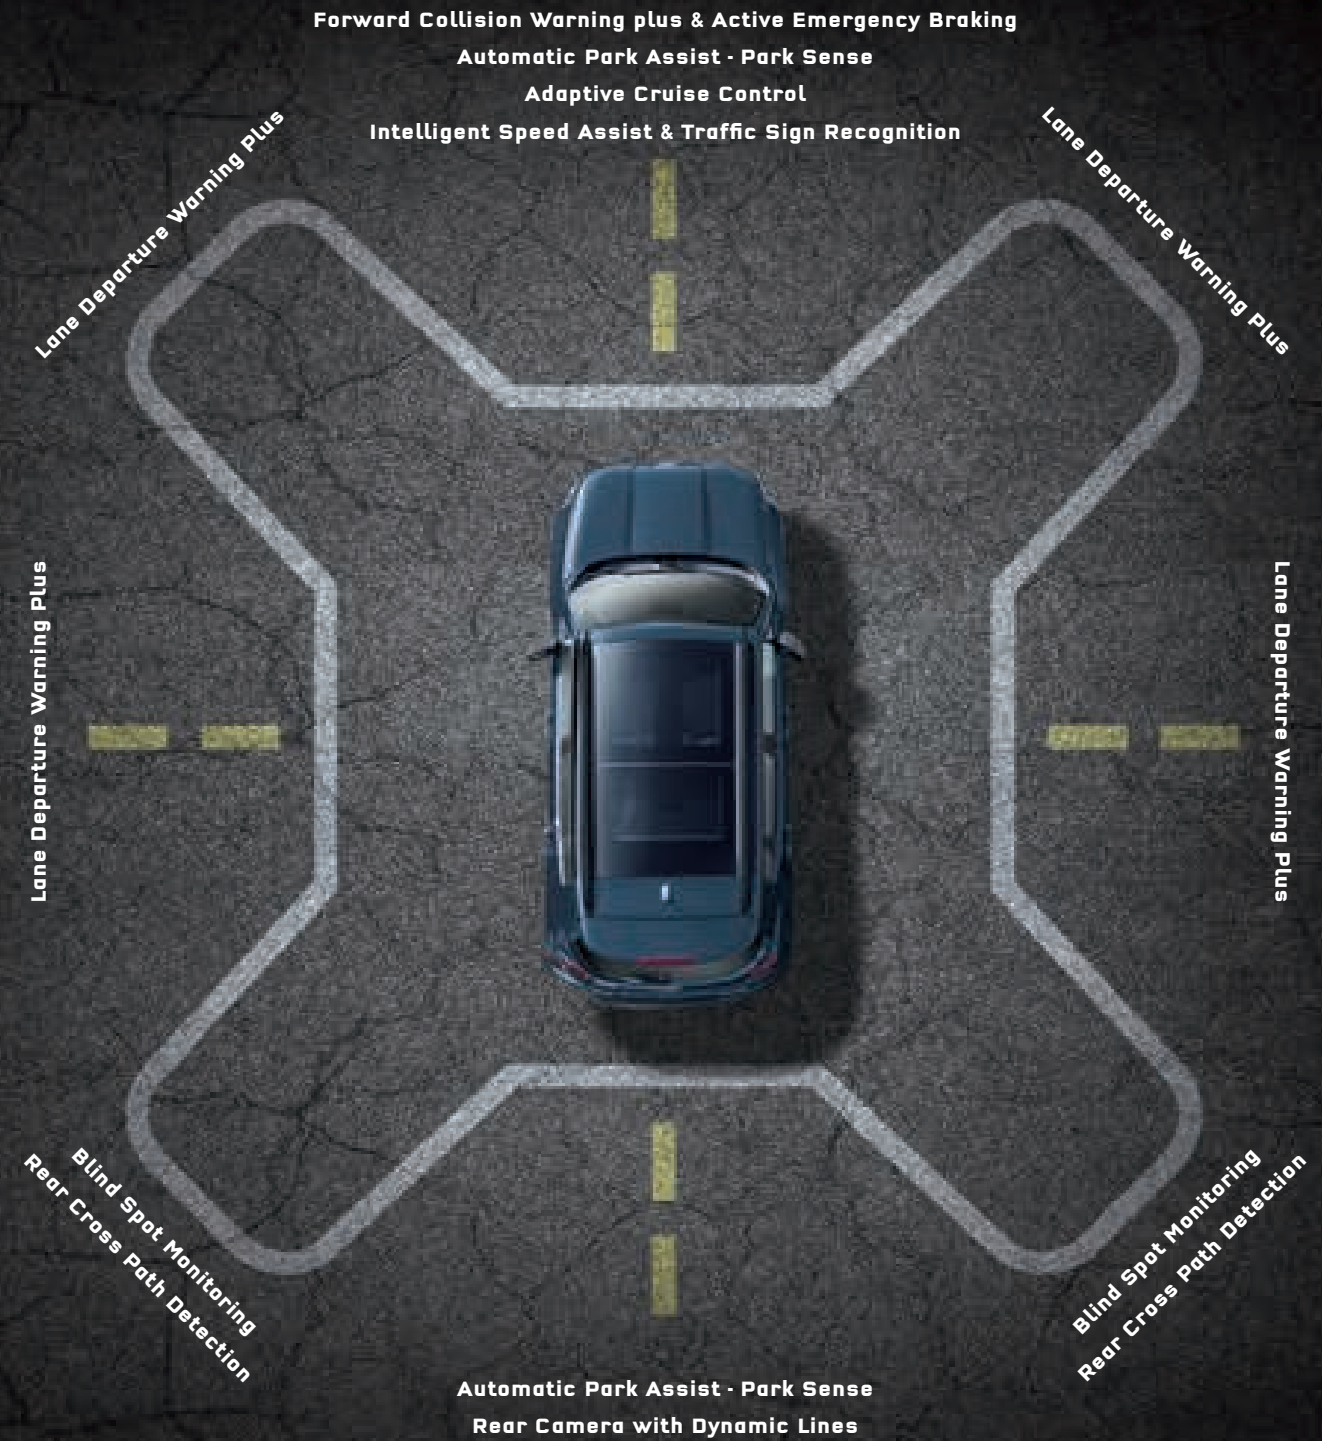 Forward Collision Warning plus & Active Emergency Braking
Automatic Park Assist - Park Sense
Adaptive Cruise Control
Intelligent Speed Assist & Traffic Sign Recognition
Lane Departure Warning Plus
Lane Departure Warning Plus
Lane Departure Warning Plus
Lane Departure Warning Plus
Blind Spot Monitoring
Rear Cross Path Detection
Blind Spot Monitoring
Rear Cross Path Detection
Automatic Park Assist - Park Sense
Rear Camera with Dynamic Lines